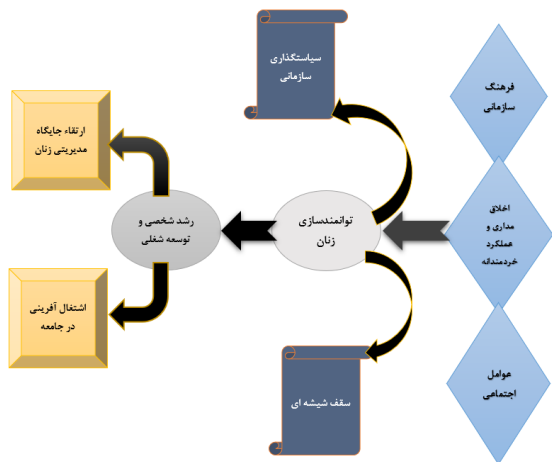 فرهنگ
سازمانی
اخلاق
مداری و
عملکرد
خردمندانه
عوامل
اجتماعی
سیاستگذاری
سازمانی
توانمندسازی
زنان
سقف شیشه ای
رشد شخصی و
توسعه شغلی
ارتقاء جایگاه
مدیریتی زنان
اشتغال آفرینی
در جامعه